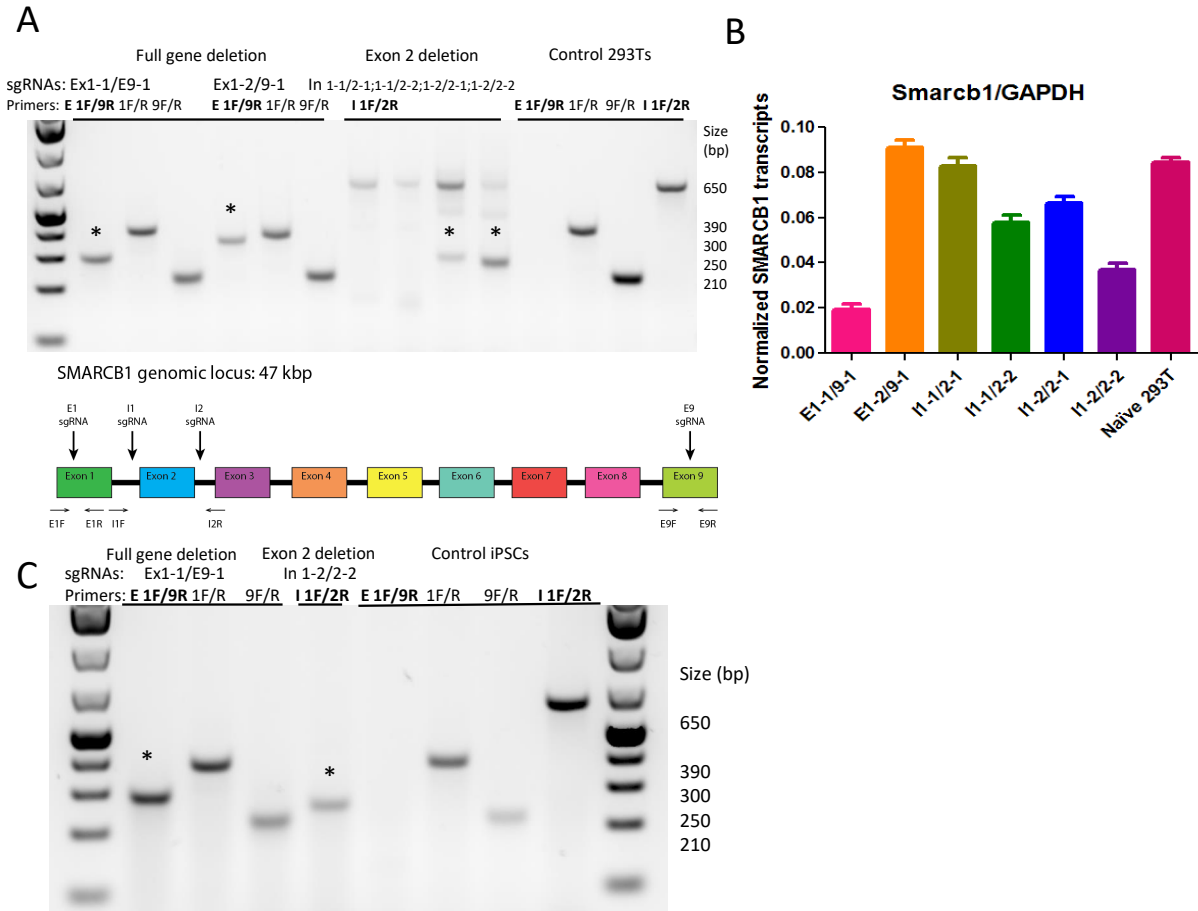 A
Full gene deletion Exon 2 deletion Control 293Ts
sgRNAs: Ex1-1/E9-1 Ex1-2/9-1 In 1-1/2-1;1-1/2-2;1-2/2-1;1-2/2-2
Primers: E 1F/9R 1F/R 9F/R E 1F/9R 1F/R 9F/R I 1F/2R E 1F/9R 1F/R 9F/R I 1F/2R
Size
(bp)
650
390
300
250
210
* * * *
B
Smarcb1/GAPDH
Normalized SMARCB1 transcripts
0.10
0.08
0.06
0.04
0.02
0.00
E1-1/9-1 E1-2/9-1 I1-1/2-1 I1-1/2-2 I1-2/2-1 I1-2/2-2 Naïve 293T
SMARCB1 genomic locus: 47 kbp
E1 I1 I2 E9
sgRNA sgRNA sgRNA sgRNA
Exon 1 Exon 2 Exon 3 Exon 4 Exon 5 Exon 6 Exon 7 Exon 8 Exon 9
E1F E1R I1F I2R E9F E9R
C
Full gene deletion Exon 2 deletion Control iPSCs
sgRNAs: Ex1-1/E9-1 In 1-2/2-2
Primers: E 1F/9R 1F/R 9F/R I 1F/2R E 1F/9R 1F/R 9F/R I 1F/2R
Size (bp)
650
390
300
250
210
* *